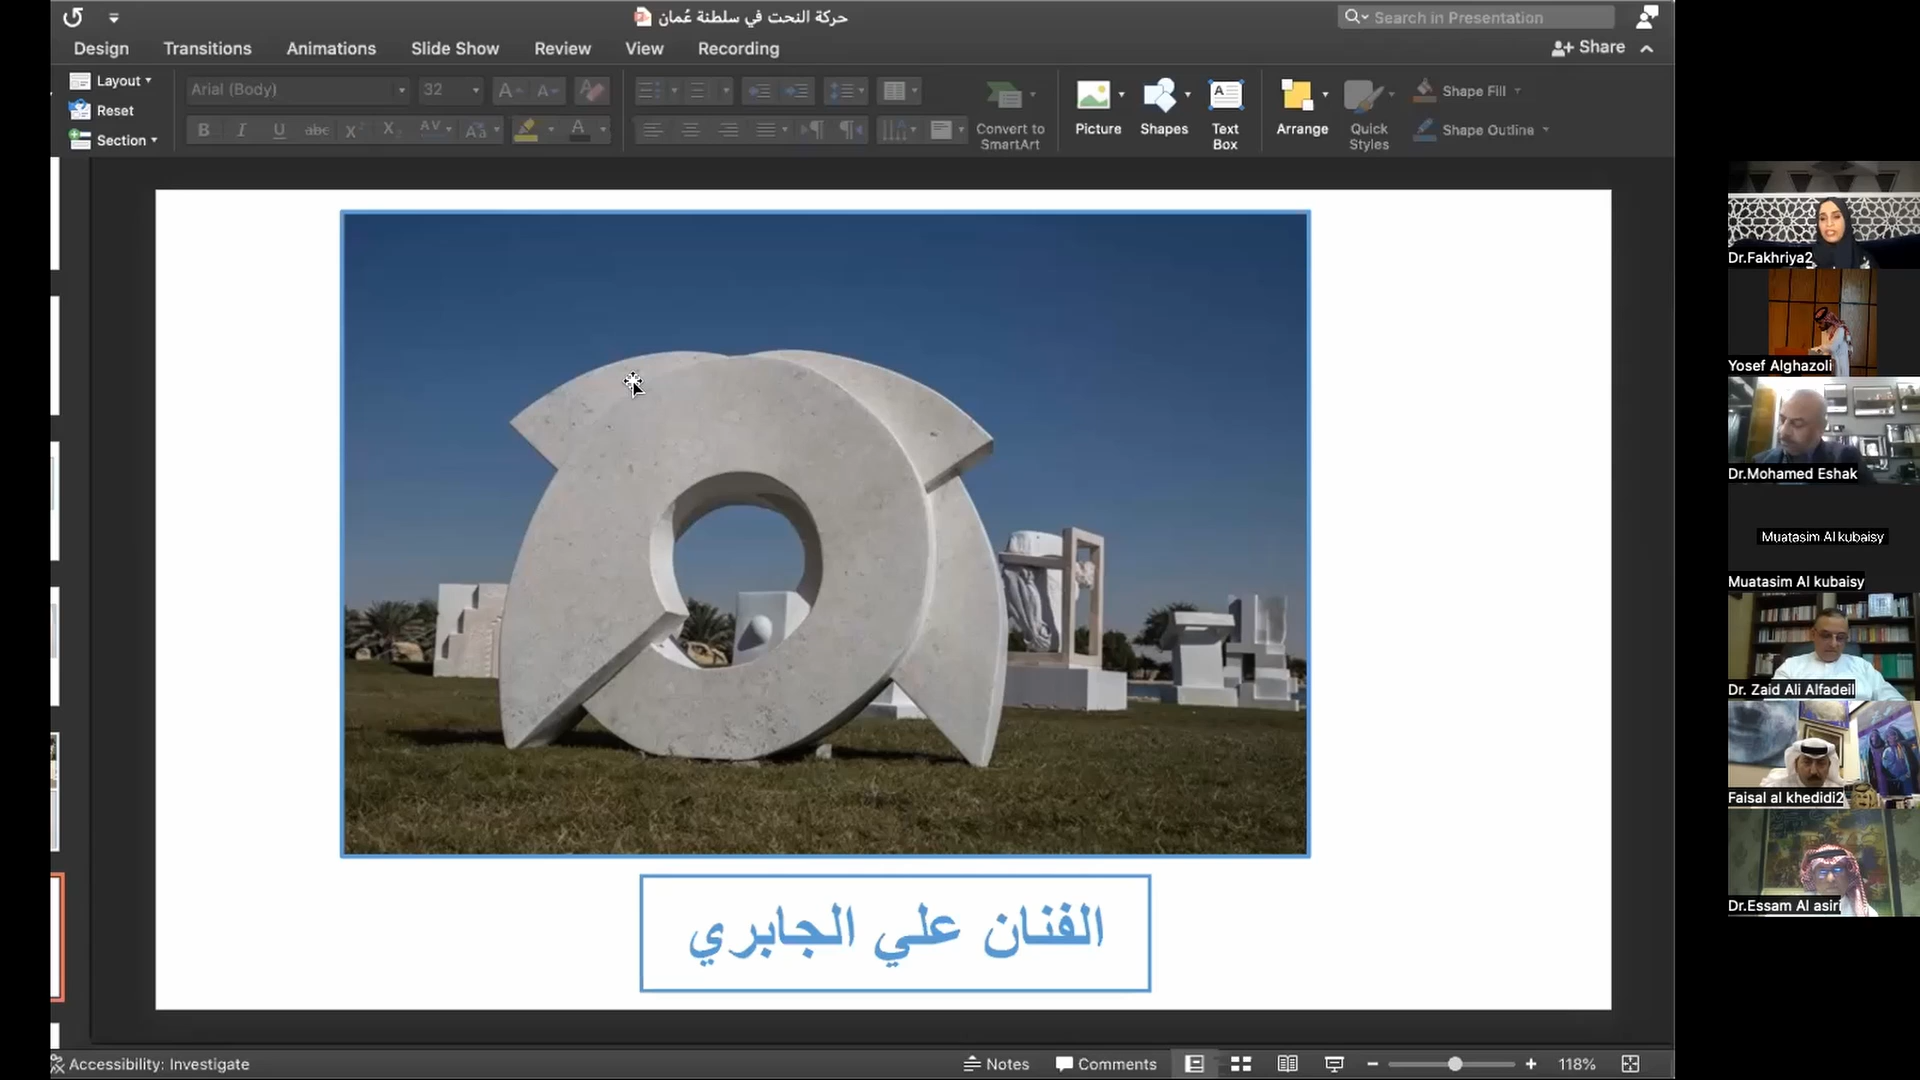 حركة النحت في سلطنة عُمان
Search in Presentation
Design
Transitions
Animations
Slide Show
Review
View
Recording
Share
Layout
Reset
Section
Arial (Body)
32
Convert to
SmartArt
Picture
Shapes
Text
Box
Arrange
Quick
Styles
Shape Fill
Shape Outline
الفنان علي الجابري
Accessibility: Investigate
Notes
Comments
118%
Dr.Fakhriya2
Yosef Alghazoli
Dr.Mohamed Eshak
Muatasim Al kubaisy
Muatasim Al kubaisy
Dr. Zaid Ali Alfadeil
Faisal al khedidi2
Dr.Essam Al asiri